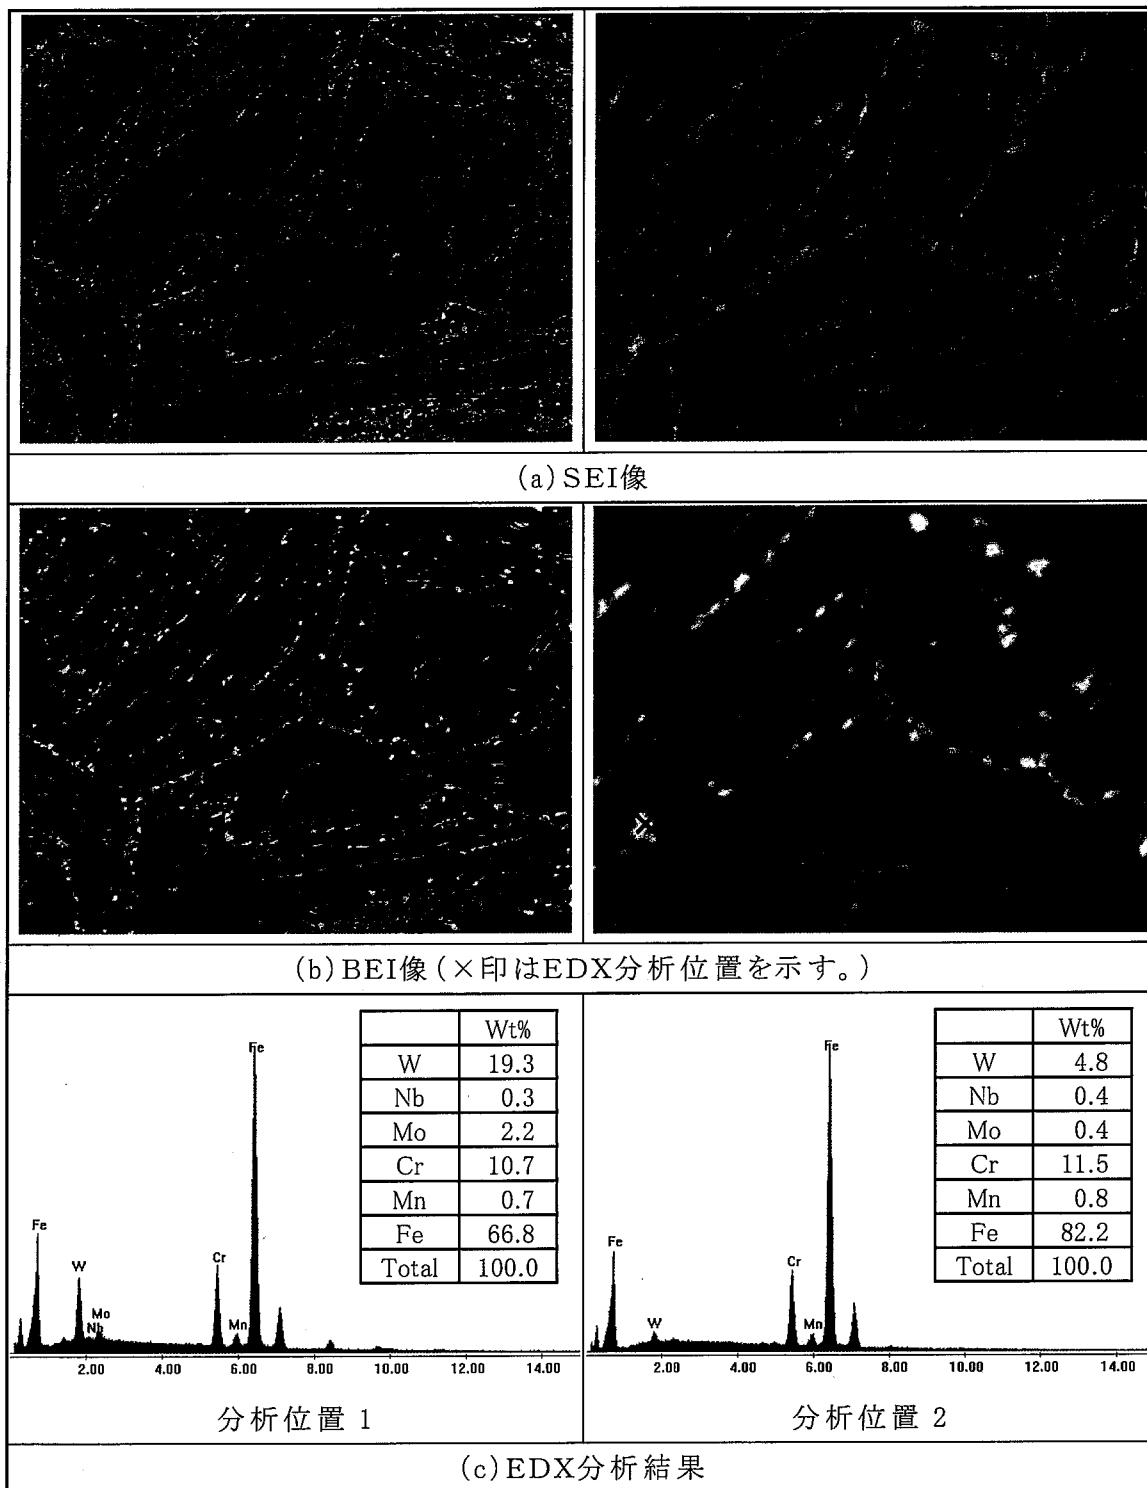 (a)SEI像
(b)BEI像(×印はEDX分析位置を示す。)
Wt%
W 19.3
Nb 0.3
Mo 2.2
Cr 10.7
Mn 0.7
Fe 66.8
Total 100.0
Fe
Fe
W
Mo
Nb
Cr
Mn
2.00 4.00 6.00 8.00 10.00 12.00 14.00
分析位置 1
Wt%
W 4.8
Nb 0.4
Mo 0.4
Cr 11.5
Mn 0.8
Fe 82.2
Total 100.0
Fe
Fe
W
Cr
Mn
2.00 4.00 6.00 8.00 10.00 12.00 14.00
分析位置 2
(c)EDX分析結果